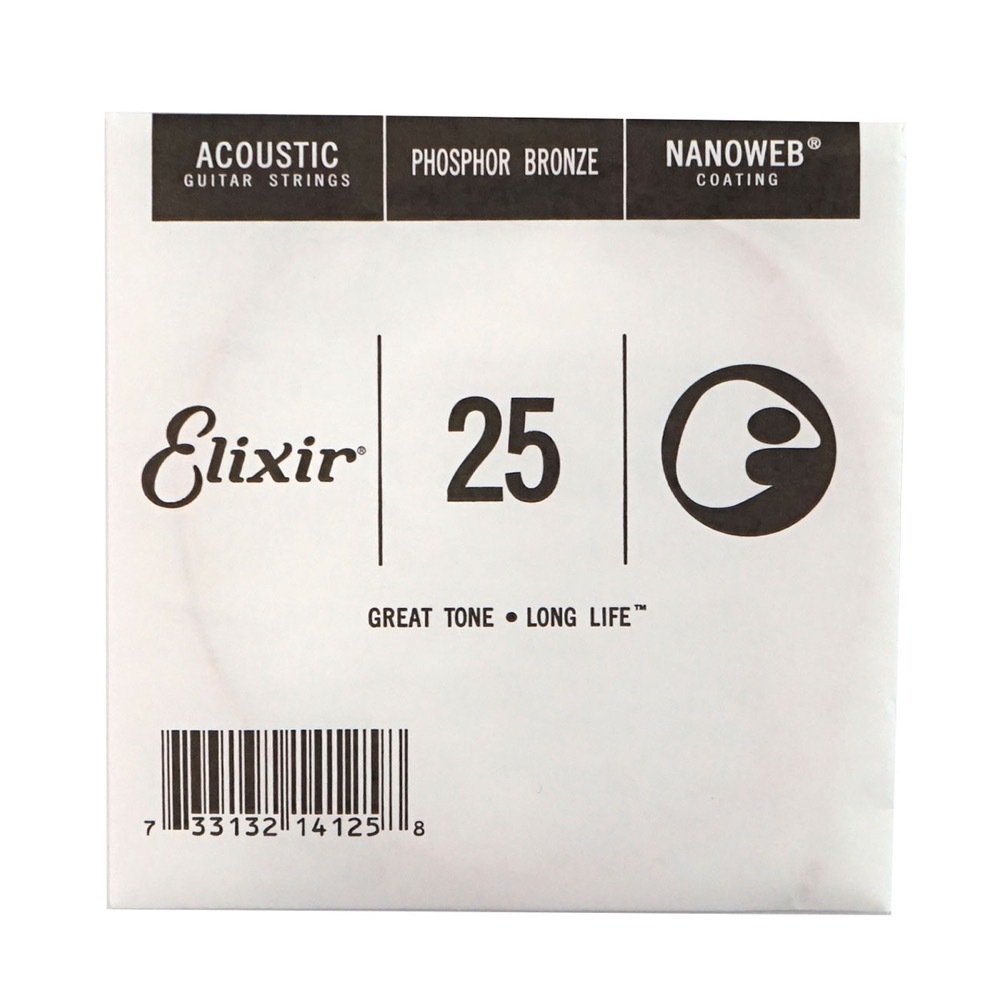 ACOUSTIC
GUITAR STRINGS
PHOSPHOR BRONZE
NANOWEB®
COATING
Elixir®
25
GREAT TONE • LONG LIFE™
7 33132 14125 8